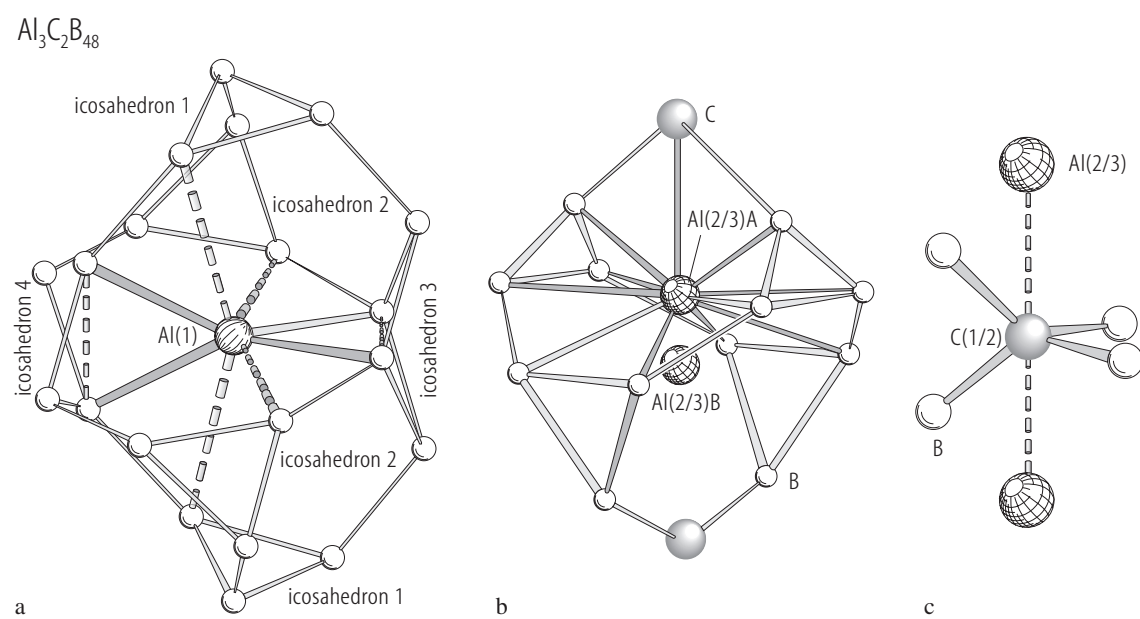 Al3C2B48
icosahedron 1
icosahedron 2
icosahedron 4
Al(1)
icosahedron 3
icosahedron 2
icosahedron 1
a
C
Al(2/3)A
Al(2/3)B
B
b
Al(2/3)
C(1/2)
B
c